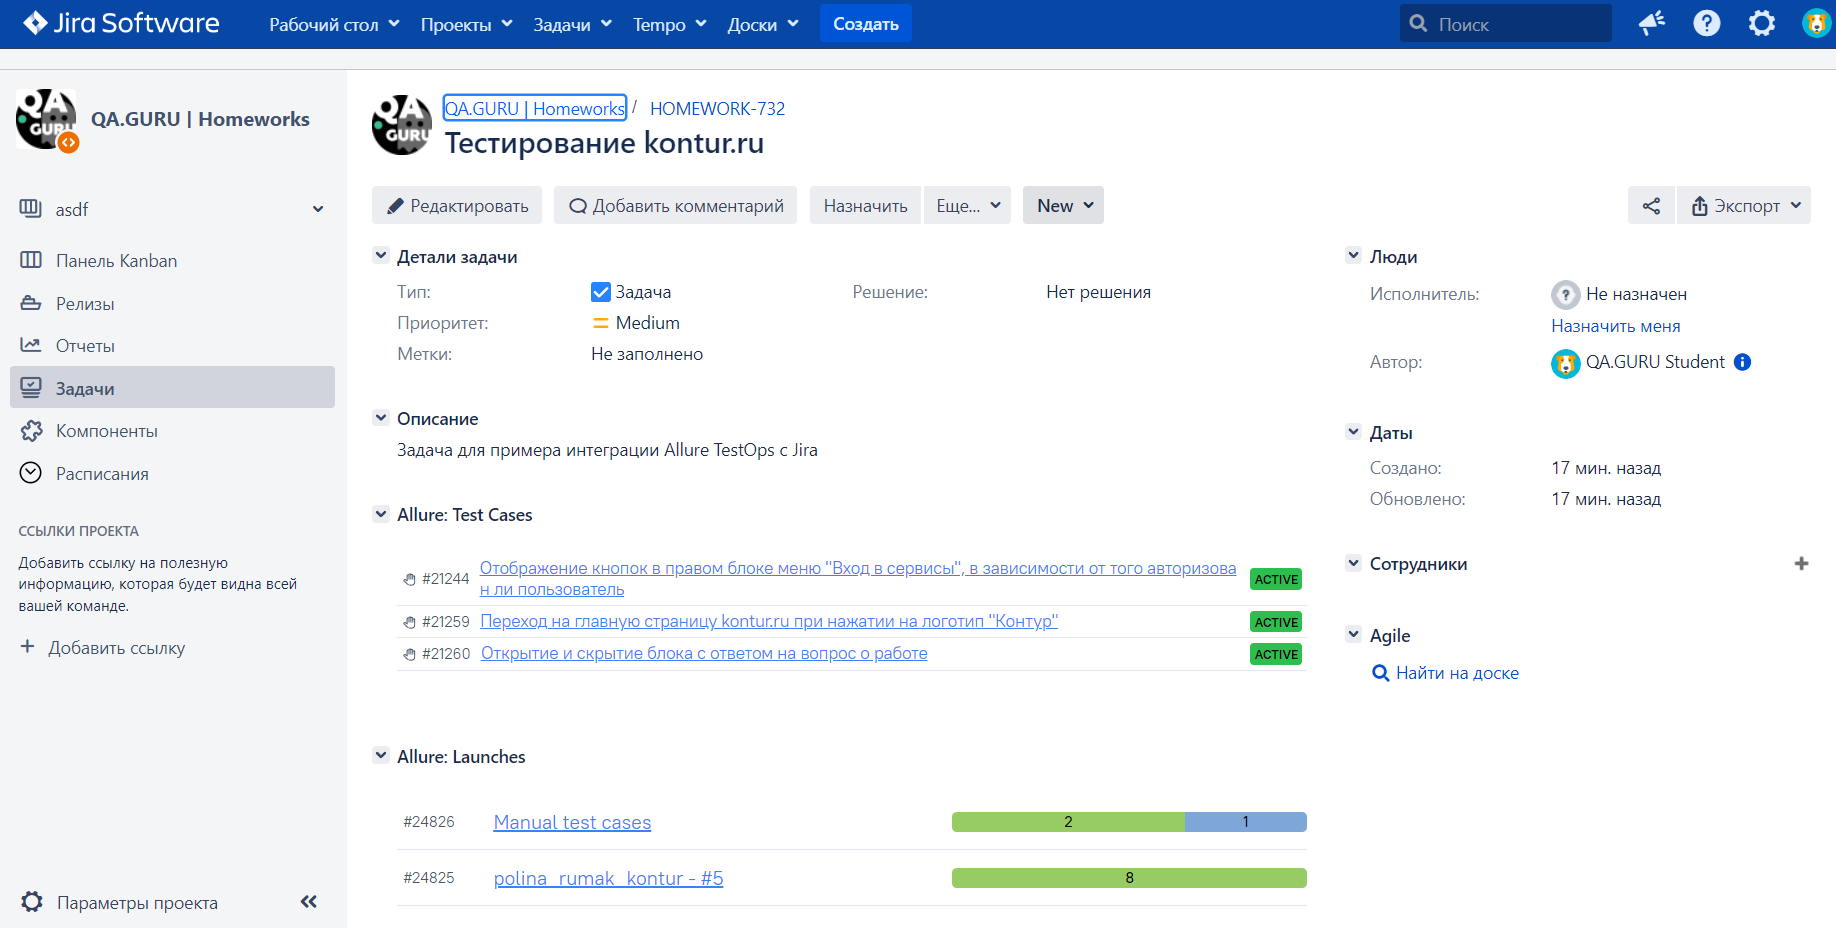 Jira Software
Рабочий стол Проекты Задачи Tempo Доски Создать Поиск
QA GURU
QA.GURU | Homeworks
asdf
Панель Kanban
Релизы
Отчеты
Задачи
Компоненты
Расписания
ССЫЛКИ ПРОЕКТА
Добавить ссылку на полезную
информацию, которая будет видна всей
вашей команде.
Добавить ссылку
Параметры проекта
QA GURU
QA.GURU | Homeworks / HOMEWORK-732
Тестирование kontur.ru
Редактировать Добавить комментарий Назначить Еще... New Экспорт
Детали задачи
Тип: Задача Решение: Нет решения
Приоритет: Medium
Метки: Не заполнено
Описание
Задача для примера интеграции Allure TestOps с Jira
Allure: Test Cases
#21244 Отображение кнопок в правом блоке меню "Вход в сервисы", в зависимости от того авторизова
н ли пользователь ACTIVE
#21259 Переход на главную страницу kontur.ru при нажатии на логотип "Контур" ACTIVE
#21260 Открытие и скрытие блока с ответом на вопрос о работе ACTIVE
Allure: Launches
#24826 Manual test cases 2 1
#24825 polina_rumak_kontur - #5 8
Люди
Исполнитель: Не назначен
Назначить меня
Автор: QA.GURU Student
Даты
Создано: 17 мин. назад
Обновлено: 17 мин. назад
Сотрудники
Agile
Найти на доске